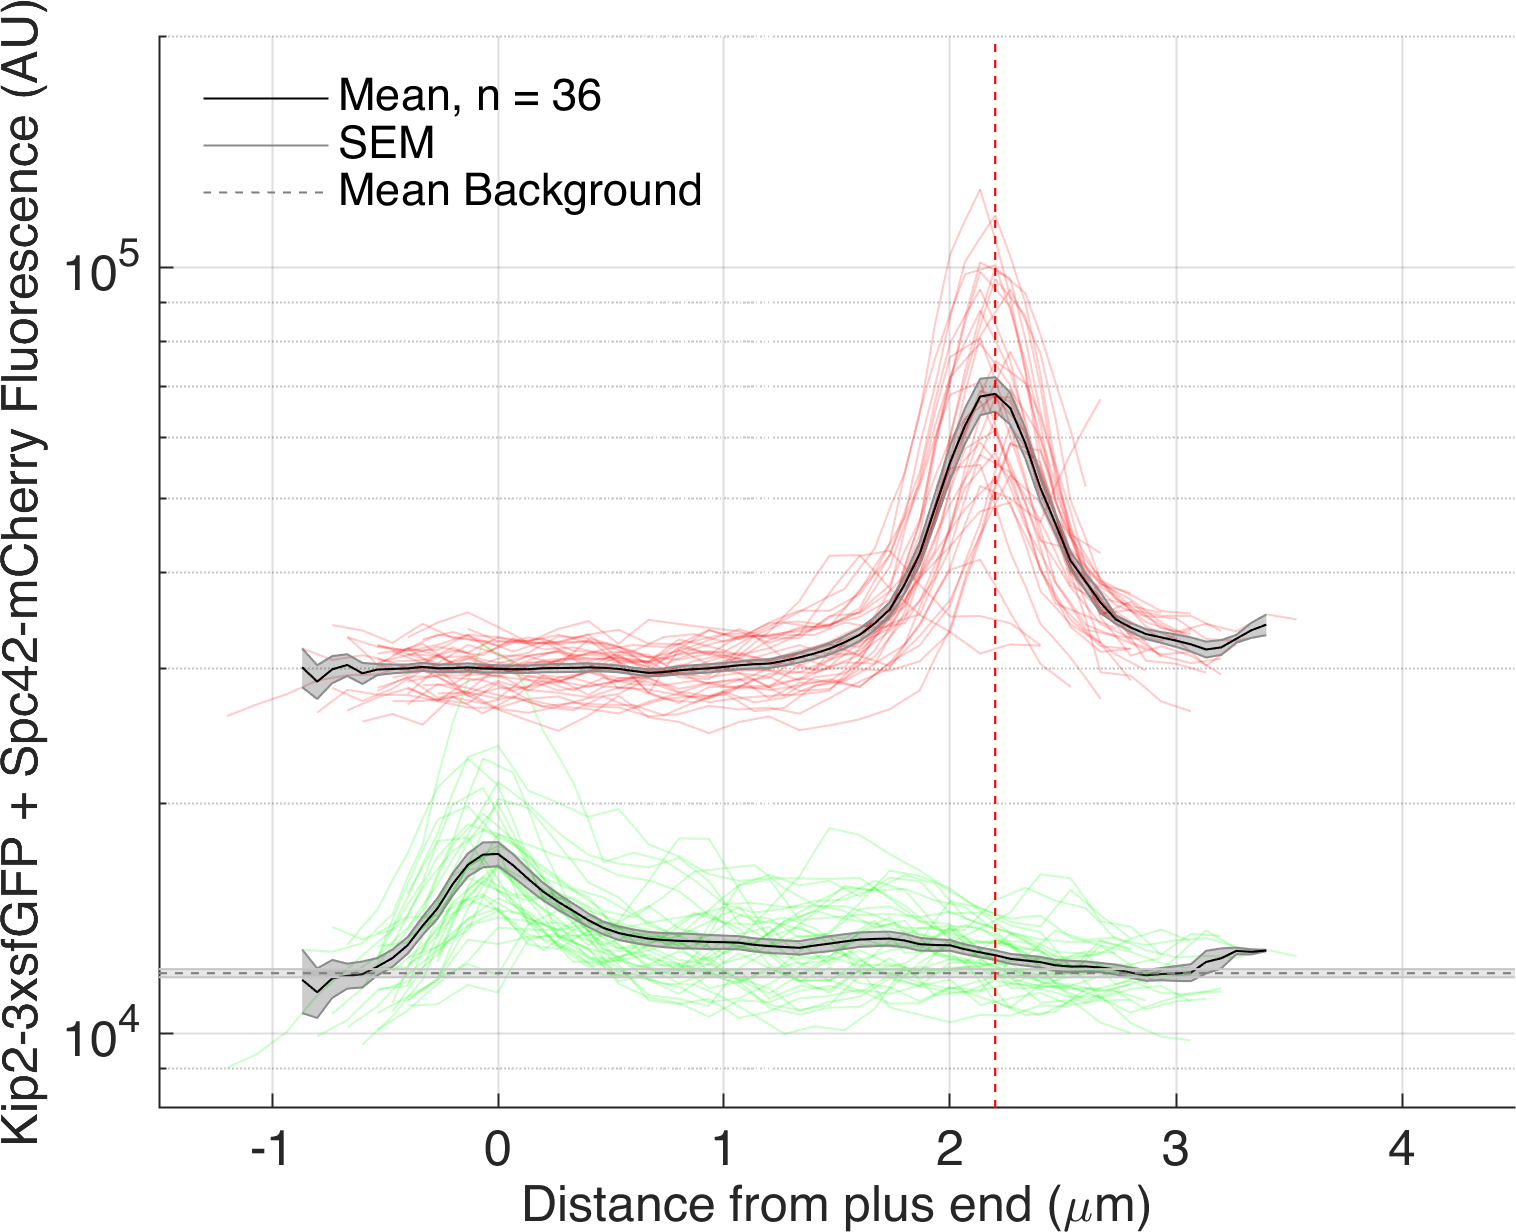 Kip2-3xsfGFP + Spc42-mCherry Fluorescence (AU)
Mean, n = 36
SEM
Mean Background
10^5
10^4
-1 0 1 2 3 4
Distance from plus end (μm)